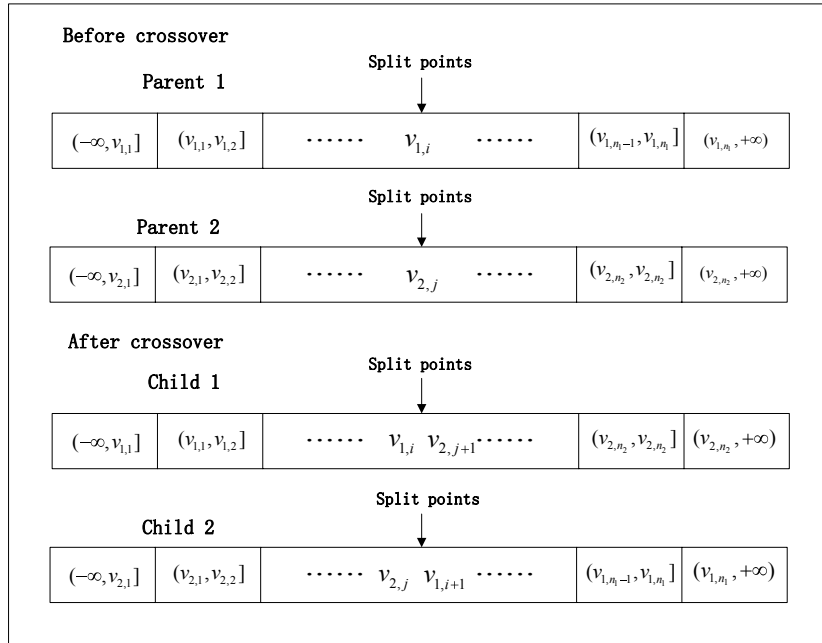 Before crossover
Split points
Parent 1
(−∞, v1,1] (v1,1, v1,2] ...... v1,i ...... (v1,n1−1, v1,n1] (v1,n1, +∞)
Split points
Parent 2
(−∞, v2,1] (v2,1, v2,2] ...... v2,j ...... (v2,n2, v2,n2] (v2,n2, +∞)
After crossover
Split points
Child 1
(−∞, v1,1] (v1,1, v1,2] ...... v1,i v2,j+1 ...... (v2,n2, v2,n2] (v2,n2, +∞)
Split points
Child 2
(−∞, v2,1] (v2,1, v2,2] ...... v2,j v1,i+1 ...... (v1,n1−1, v1,n1] (v1,n1, +∞)